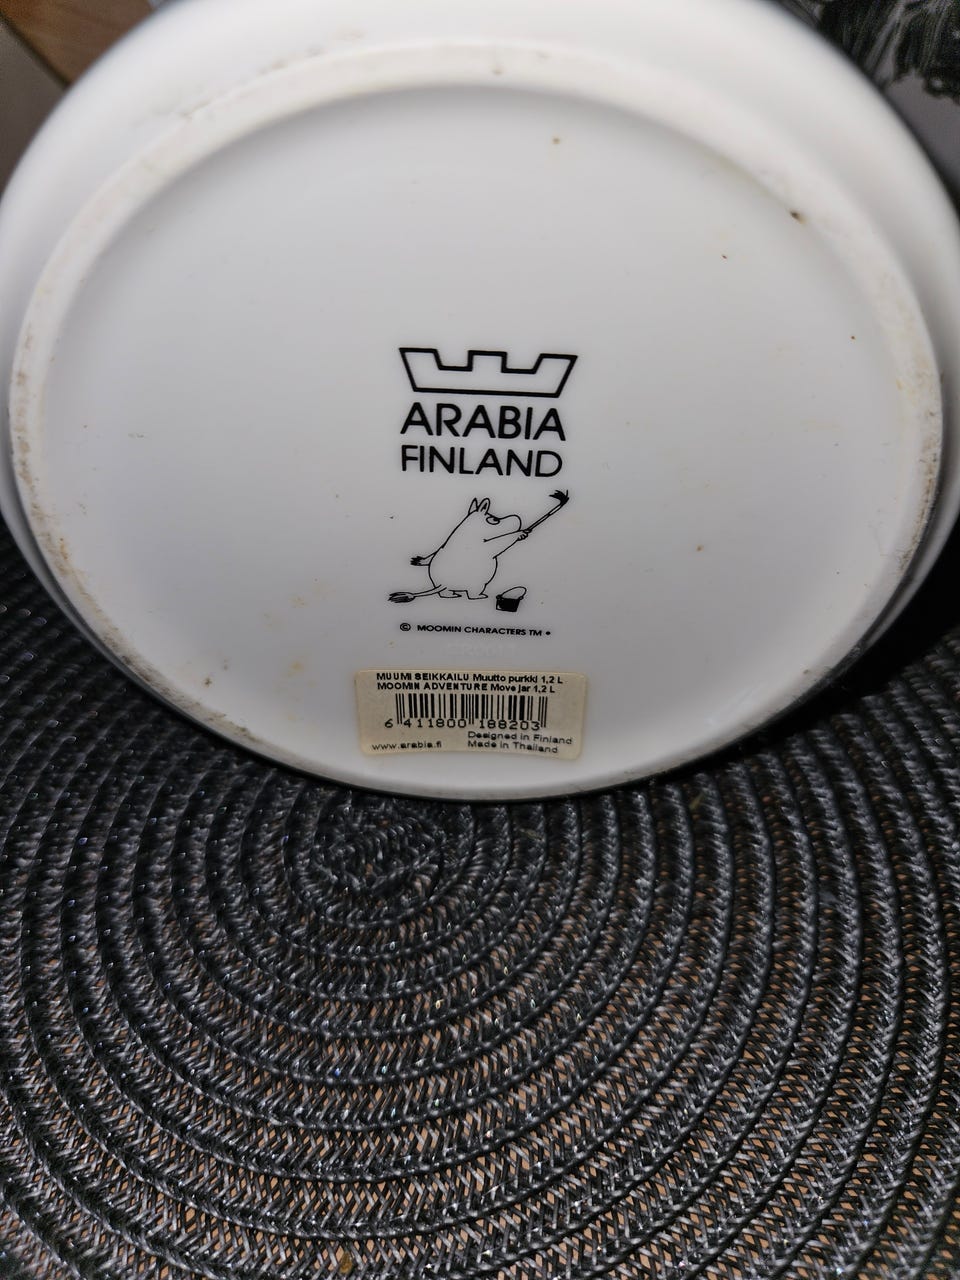 ARABIA
FINLAND
© MOOMIN CHARACTERS TM
MUUMI SEIKKAILU Muutto purkki 1,2 L
MOOMIN ADVENTURE Move jar 1,2 L
6 411800 188203
Designed in Finland
www.arabia.fi Made in Thailand